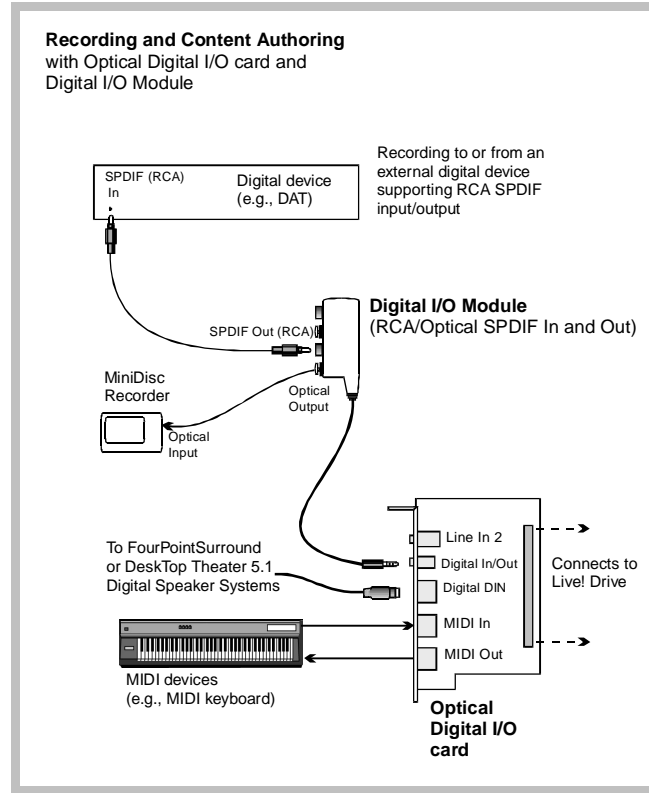 Recording and Content Authoring
with Optical Digital I/O card and
Digital I/O Module
Recording to or from an
external digital device
supporting RCA SPDIF
input/output
SPDIF (RCA)
In
Digital device
(e.g., DAT)
Digital I/O Module
(RCA/Optical SPDIF In and Out)
SPDIF Out (RCA)
MiniDisc
Recorder
Optical
Output
Optical
Input
To FourPointSurround
or DeskTop Theater 5.1
Digital Speaker Systems
Line In 2
Digital In/Out
Digital DIN
MIDI In
MIDI Out
Connects to
Live! Drive
MIDI devices
(e.g., MIDI keyboard)
Optical
Digital I/O
card